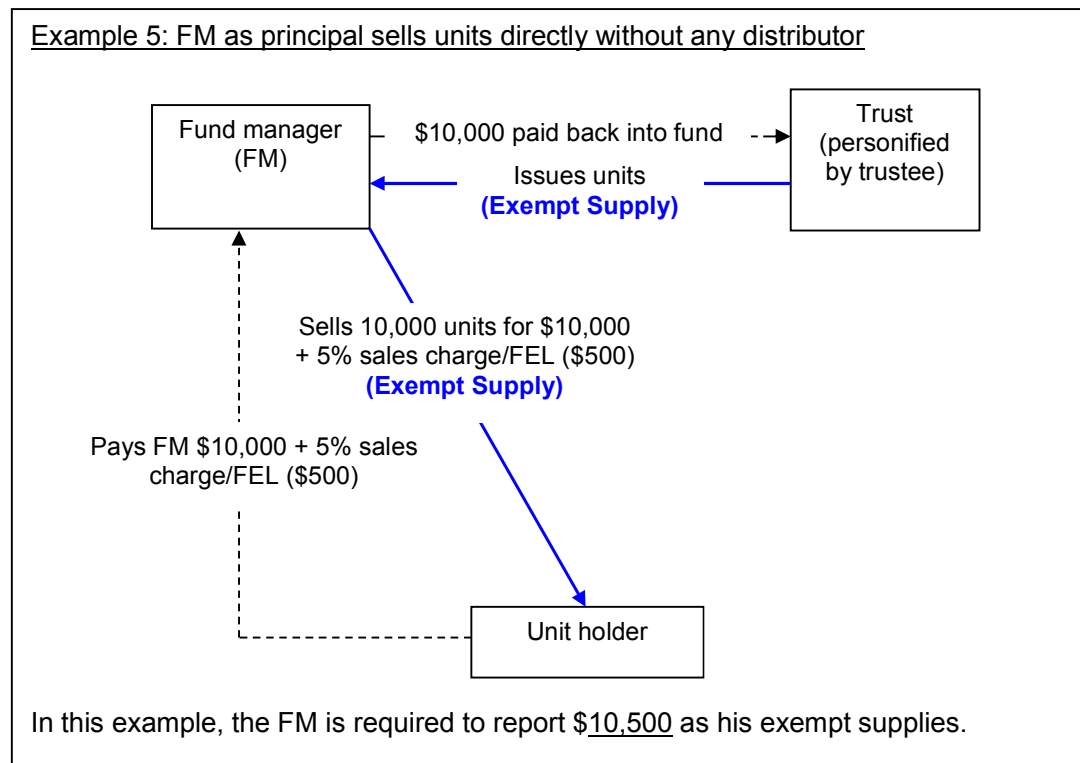 Example 5: FM as principal sells units directly without any distributor
Fund manager
(FM)
$10,000 paid back into fund
Trust
(personified
by trustee)
Issues units
(Exempt Supply)
Sells 10,000 units for $10,000
+ 5% sales charge/FEL ($500)
(Exempt Supply)
Pays FM $10,000 + 5% sales
charge/FEL ($500)
Unit holder
In this example, the FM is required to report $10,500 as his exempt supplies.